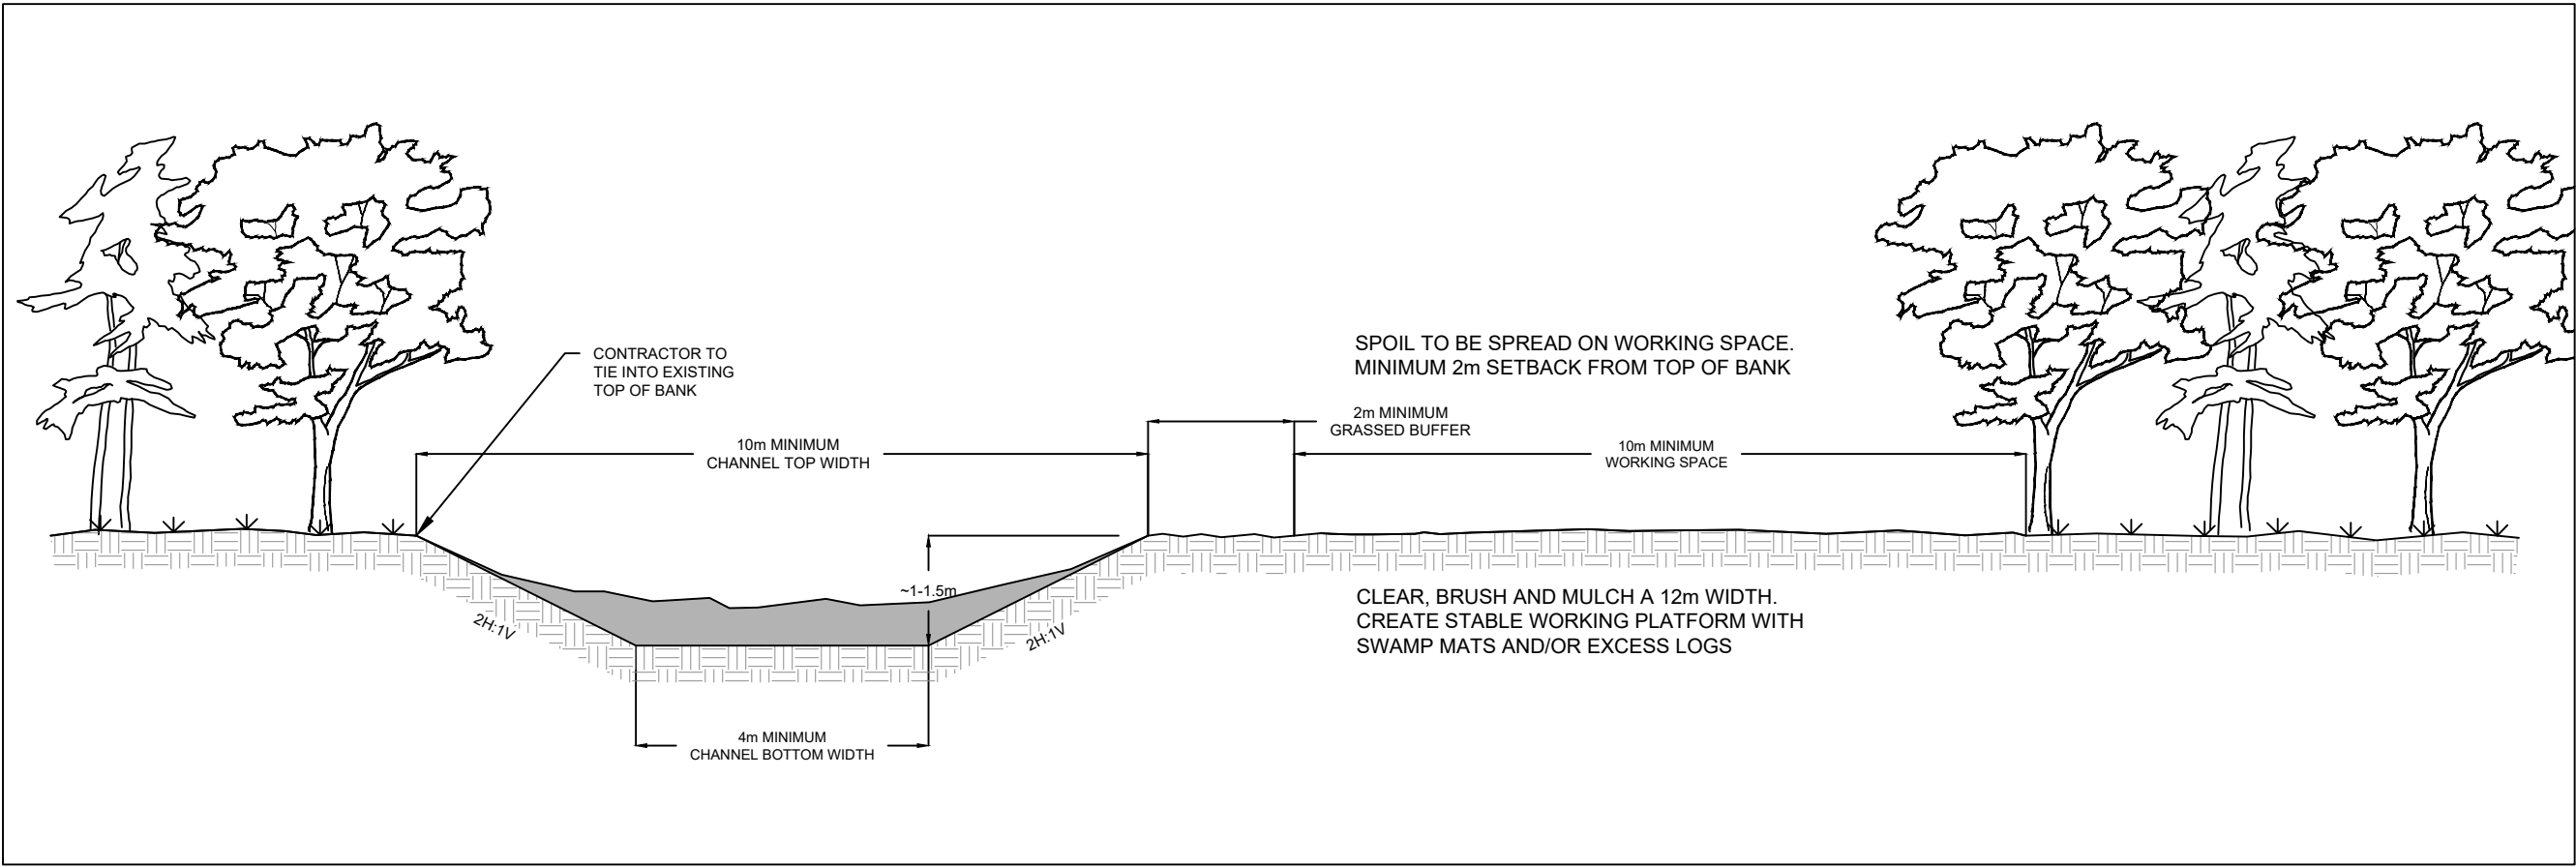 SPOIL TO BE SPREAD ON WORKING SPACE.
MINIMUM 2m SETBACK FROM TOP OF BANK
CONTRACTOR TO
TIE INTO EXISTING
TOP OF BANK
2m MINIMUM
GRASSED BUFFER
10m MINIMUM
CHANNEL TOP WIDTH
10m MINIMUM
WORKING SPACE
~1-1.5m
2H:1V
2H:1V
CLEAR, BRUSH AND MULCH A 12m WIDTH.
CREATE STABLE WORKING PLATFORM WITH
SWAMP MATS AND/OR EXCESS LOGS
4m MINIMUM
CHANNEL BOTTOM WIDTH